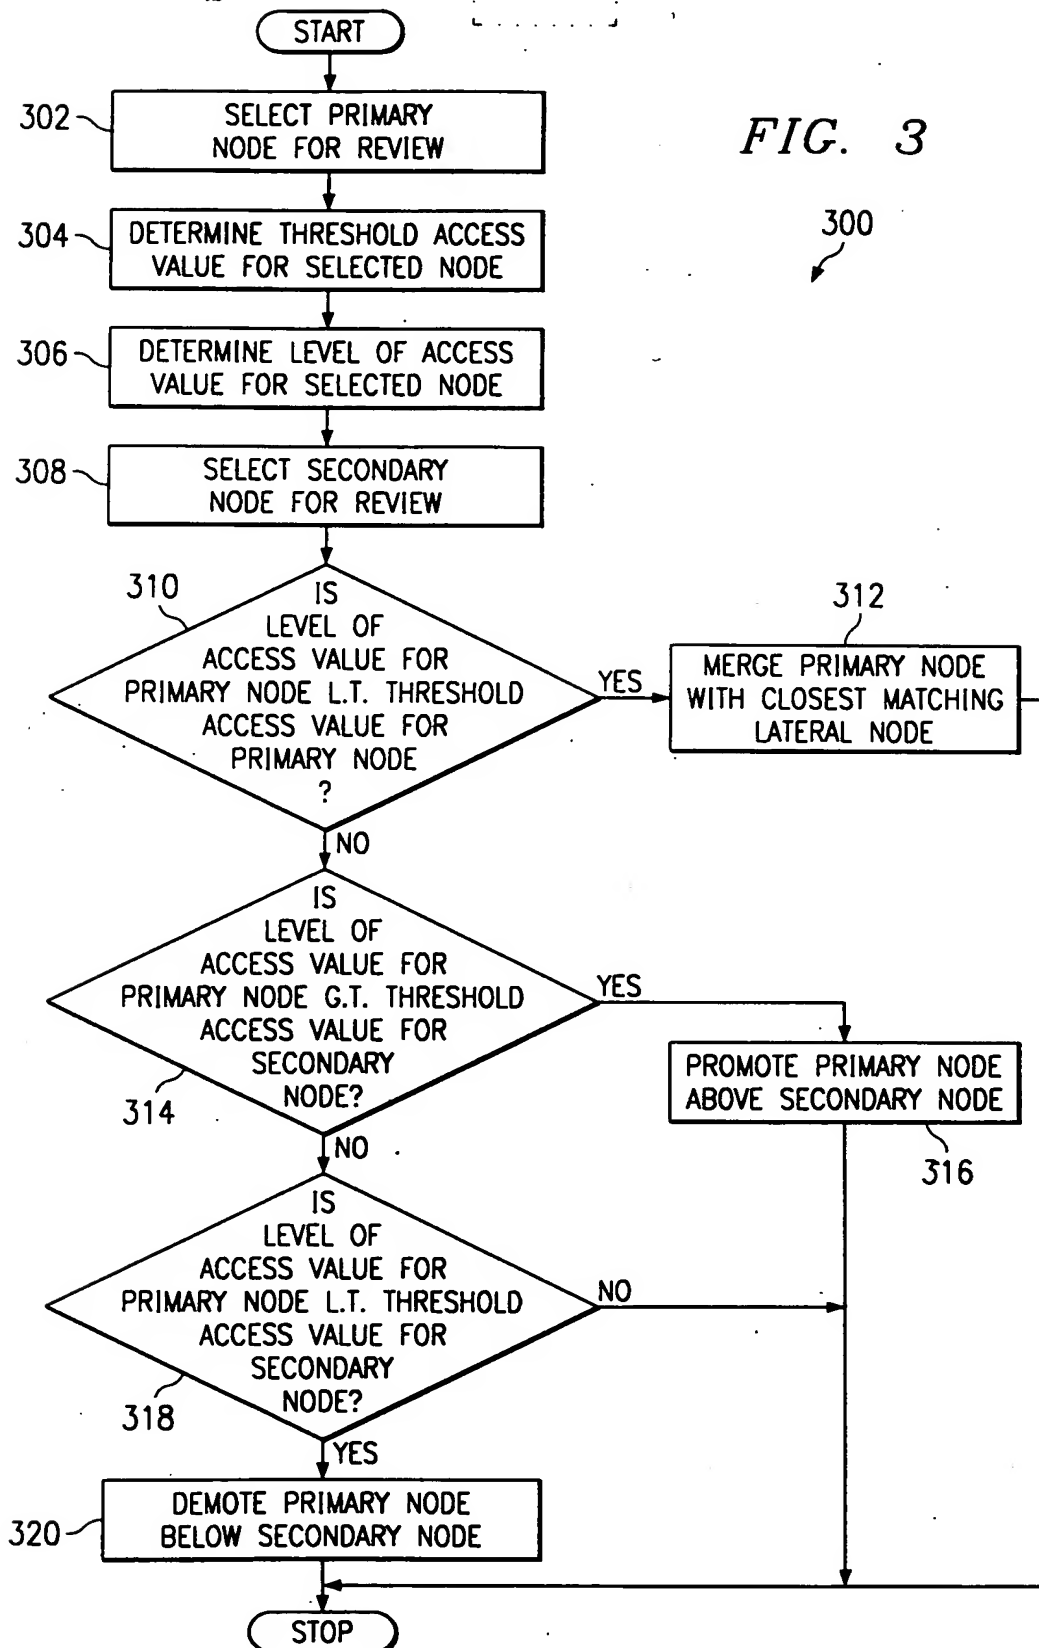 START
302
SELECT PRIMARY
NODE FOR REVIEW
FIG. 3
300
304
DETERMINE THRESHOLD ACCESS
VALUE FOR SELECTED NODE
306
DETERMINE LEVEL OF ACCESS
VALUE FOR SELECTED NODE
308
SELECT SECONDARY
NODE FOR REVIEW
310
IS
LEVEL OF
ACCESS VALUE FOR
PRIMARY NODE L.T. THRESHOLD
ACCESS VALUE FOR
PRIMARY NODE
?
YES
312
MERGE PRIMARY NODE
WITH CLOSEST MATCHING
LATERAL NODE
NO
IS
LEVEL OF
ACCESS VALUE FOR
PRIMARY NODE G.T. THRESHOLD
ACCESS VALUE FOR
SECONDARY
NODE?
314
YES
PROMOTE PRIMARY NODE
ABOVE SECONDARY NODE
316
NO
IS
LEVEL OF
ACCESS VALUE FOR
PRIMARY NODE L.T. THRESHOLD
ACCESS VALUE FOR
SECONDARY
NODE?
318
NO
YES
320
DEMOTE PRIMARY NODE
BELOW SECONDARY NODE
STOP